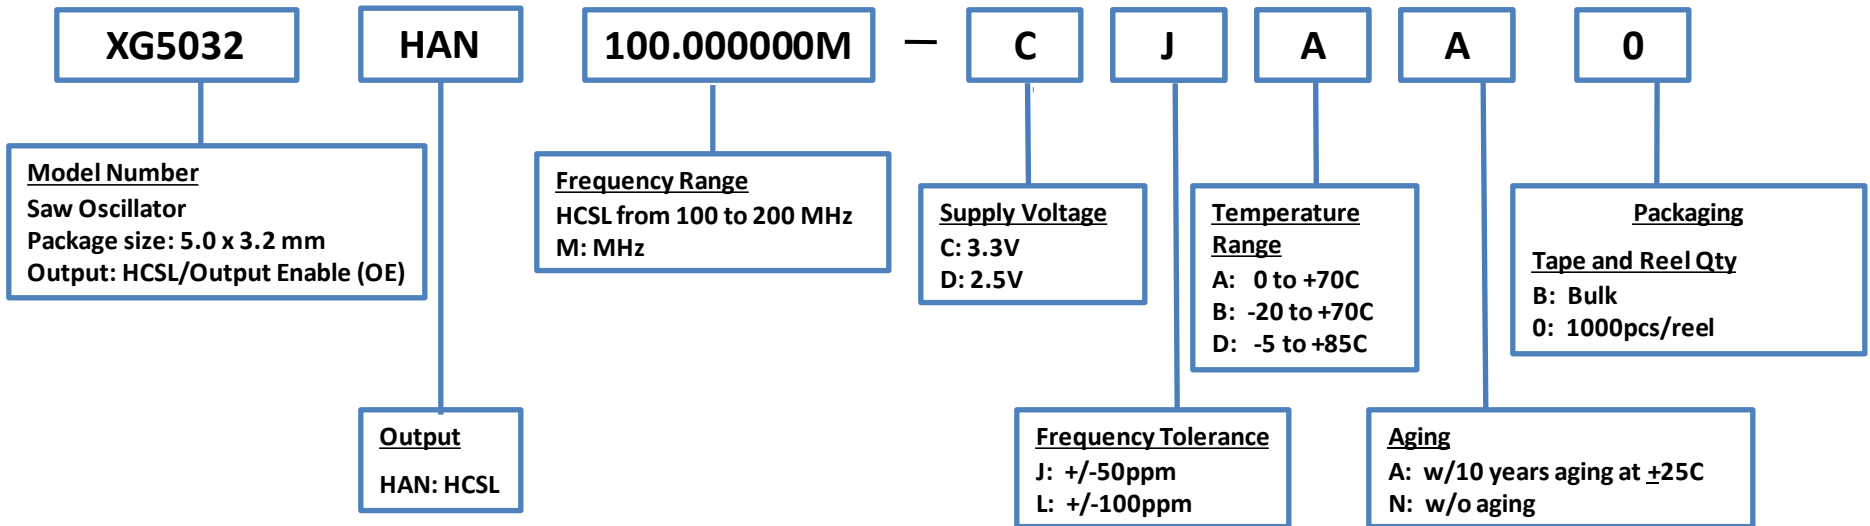 XG5032 HAN 100.000000M – C J A A 0
Model Number
Saw Oscillator
Package size: 5.0 x 3.2 mm
Output: HCSL/Output Enable (OE)
Output
HAN: HCSL
Frequency Range
HCSL from 100 to 200 MHz
M: MHz
Supply Voltage
C: 3.3V
D: 2.5V
Frequency Tolerance
J: +/-50ppm
L: +/-100ppm
Temperature
Range
A: 0 to +70C
B: -20 to +70C
D: -5 to +85C
Aging
A: w/10 years aging at ±25C
N: w/o aging
Packaging
Tape and Reel Qty
B: Bulk
0: 1000pcs/reel